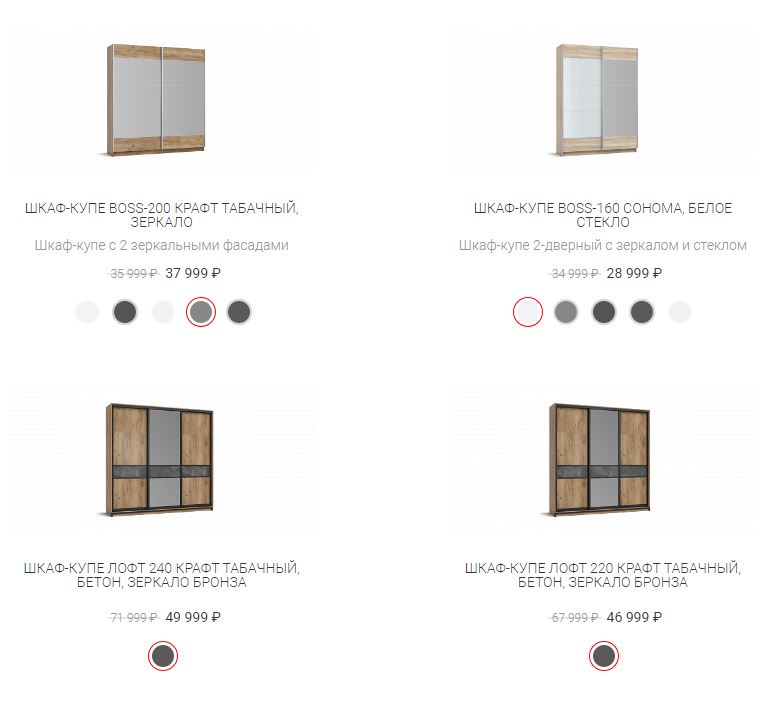 ШКАФ-КУПЕ BOSS-200 КРАФТ ТАБАЧНЫЙ,
ЗЕРКАЛО
Шкаф-купе с 2 зеркальными фасадами
35 999 ₽ 37 999 ₽
ШКАФ-КУПЕ BOSS-160 СОНОМА, БЕЛОЕ
СТЕКЛО
Шкаф-купе 2-дверный с зеркалом и стеклом
34 999 ₽ 28 999 ₽
ШКАФ-КУПЕ ЛОФТ 240 КРАФТ ТАБАЧНЫЙ,
БЕТОН, ЗЕРКАЛО БРОНЗА
71 999 ₽ 49 999 ₽
ШКАФ-КУПЕ ЛОФТ 220 КРАФТ ТАБАЧНЫЙ,
БЕТОН, ЗЕРКАЛО БРОНЗА
67 999 ₽ 46 999 ₽